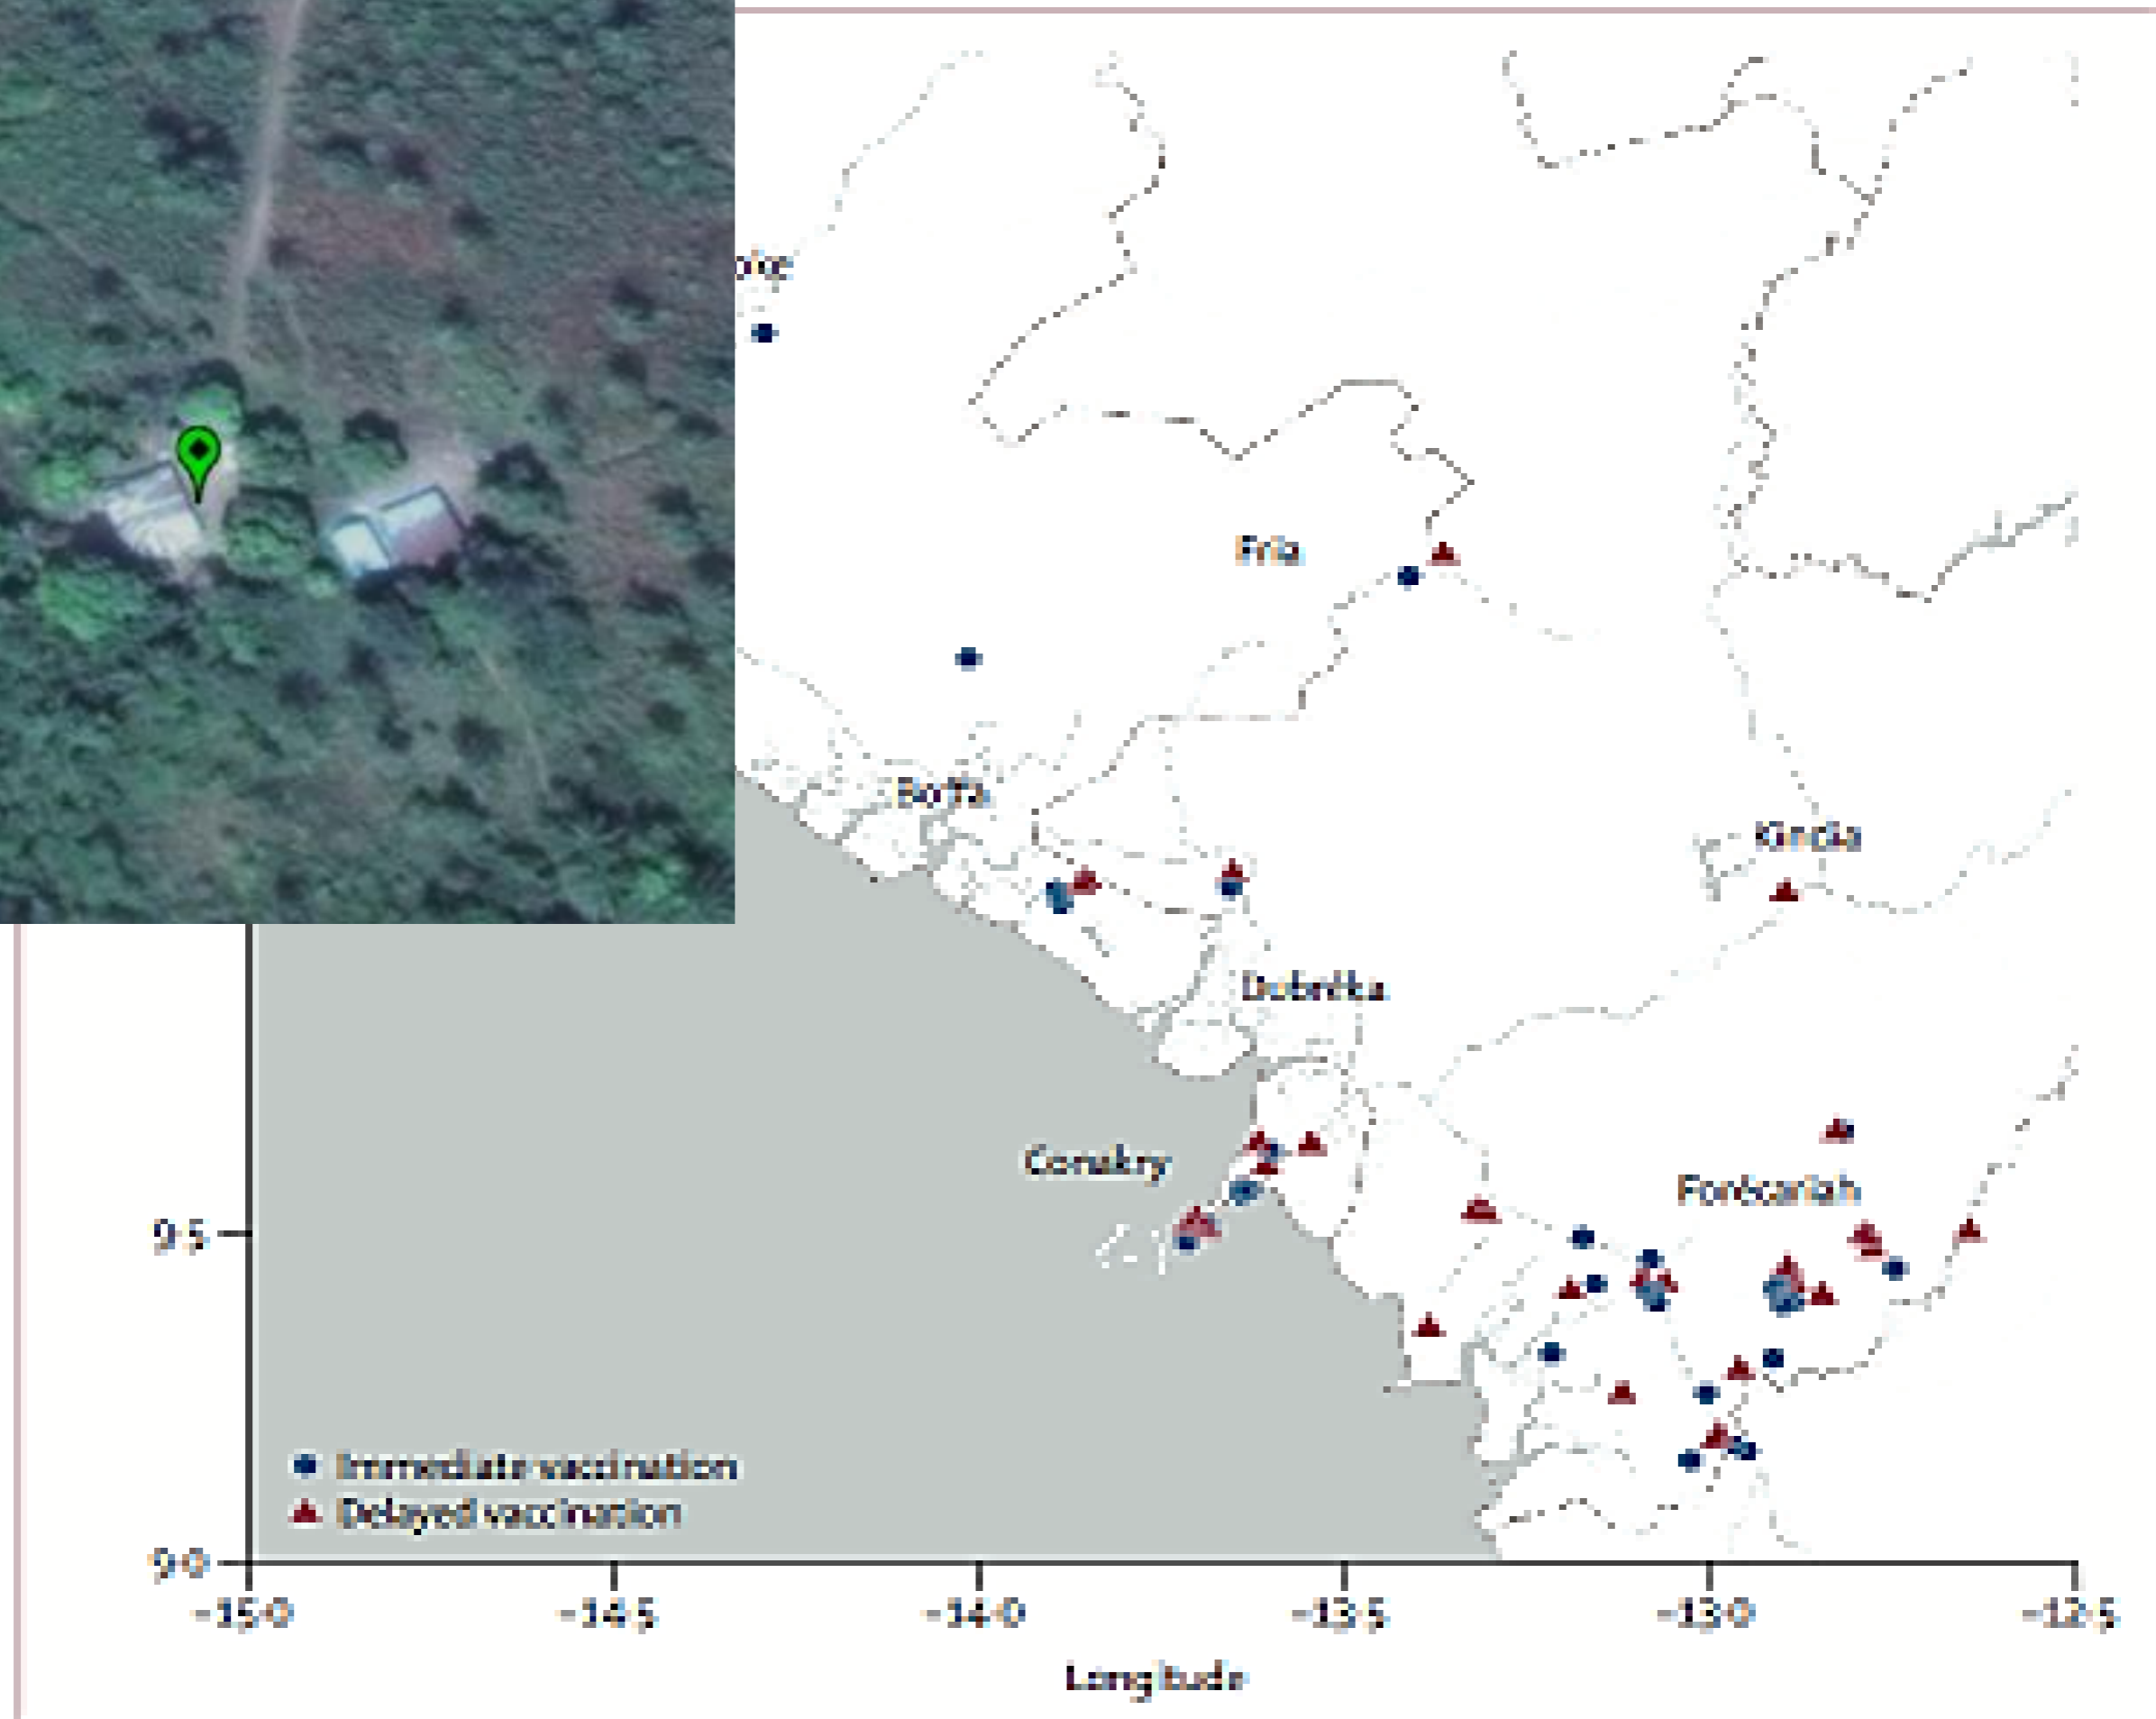 oke
Fria
Boffa
Kindia
Dubréka
Conakry
Forécariah
9·5
Immediate vaccination
Delayed vaccination
9·0
-15·0 -14·5 -14·0 -13·5 -13·0 -12·5
Longitude